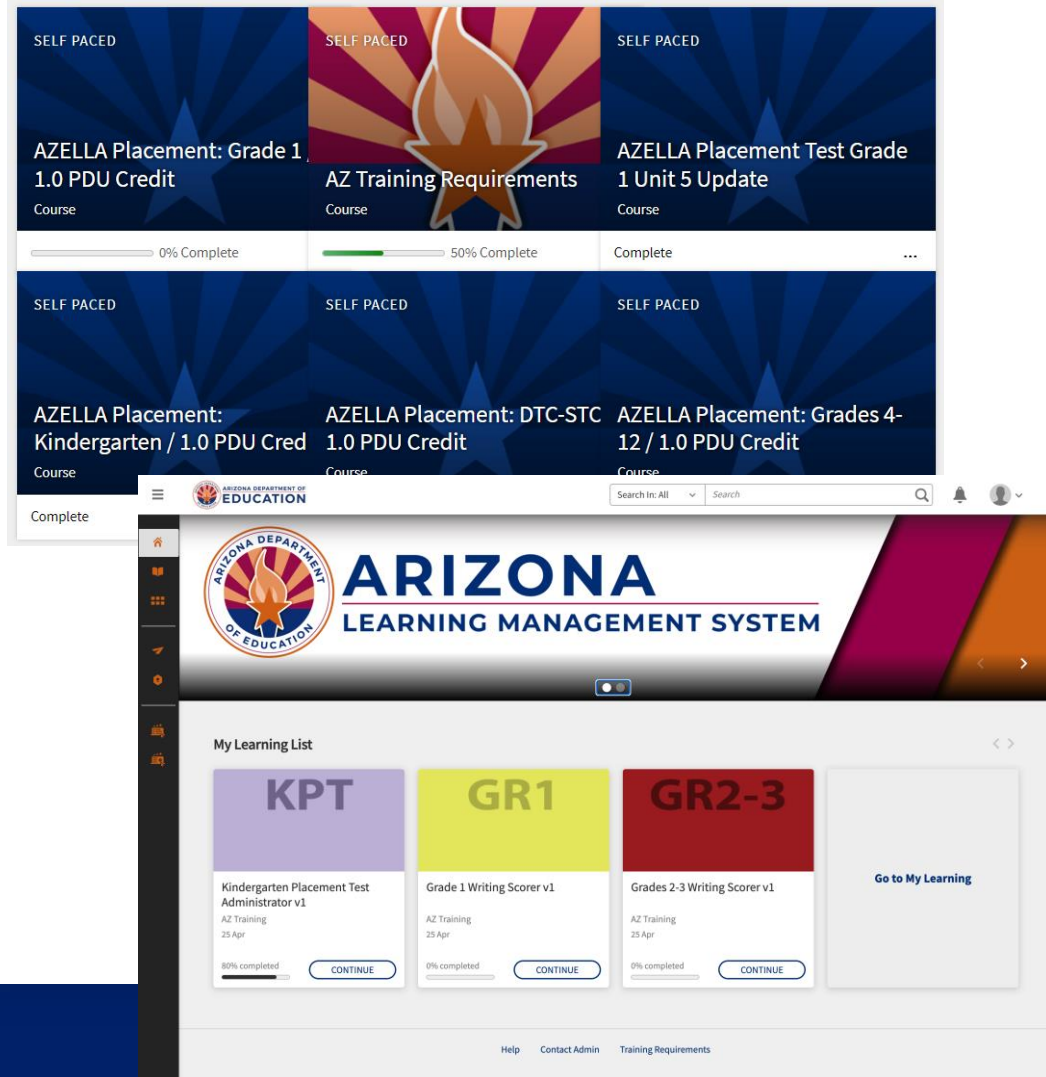 SELF PACED
AZELLA Placement: Grade 1 /
1.0 PDU Credit
Course
0% Complete
SELF PACED
AZ Training Requirements
Course
50% Complete
SELF PACED
AZELLA Placement Test Grade
1 Unit 5 Update
Course
Complete
...
SELF PACED
AZELLA Placement:
Kindergarten / 1.0 PDU Cred
Course
Complete
SELF PACED
AZELLA Placement: DTC-STC
1.0 PDU Credit
Course
SELF PACED
AZELLA Placement: Grades 4-
12 / 1.0 PDU Credit
Course
ARIZONA DEPARTMENT OF
EDUCATION
Search In: All
Search
ARIZONA DEPARTMENT
OF EDUCATION
ARIZONA
LEARNING MANAGEMENT SYSTEM
My Learning List
KPT
Kindergarten Placement Test
Administrator v1
AZ Training
25 Apr
80% completed
CONTINUE
GR1
Grade 1 Writing Scorer v1
AZ Training
25 Apr
0% completed
CONTINUE
GR2-3
Grades 2-3 Writing Scorer v1
AZ Training
25 Apr
0% completed
CONTINUE
Go to My Learning
Help
Contact Admin
Training Requirements